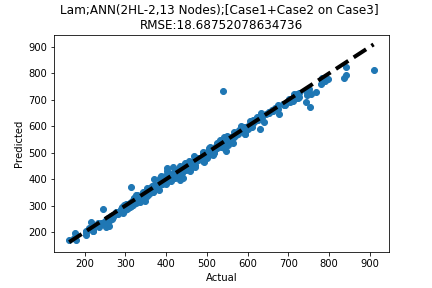 Lam;ANN(2HL-2,13 Nodes);[Case1+Case2 on Case3]
RMSE:18.68752078634736
900
800
700
600
500
400
300
200
Predicted
200 300 400 500 600 700 800 900
Actual